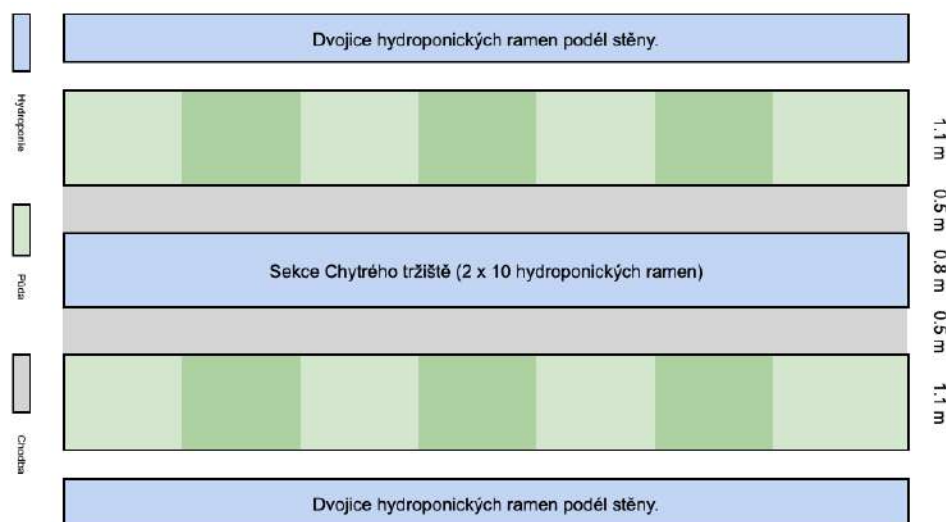 Dvojice hydroponických ramen podél stěny.
Hydroponie
1.1 m
0.5 m
Sekce Chytrého tržiště (2 x 10 hydroponických ramen)
0.8 m
Půda
0.5 m
1.1 m
Chodba
Dvojice hydroponických ramen podél stěny.